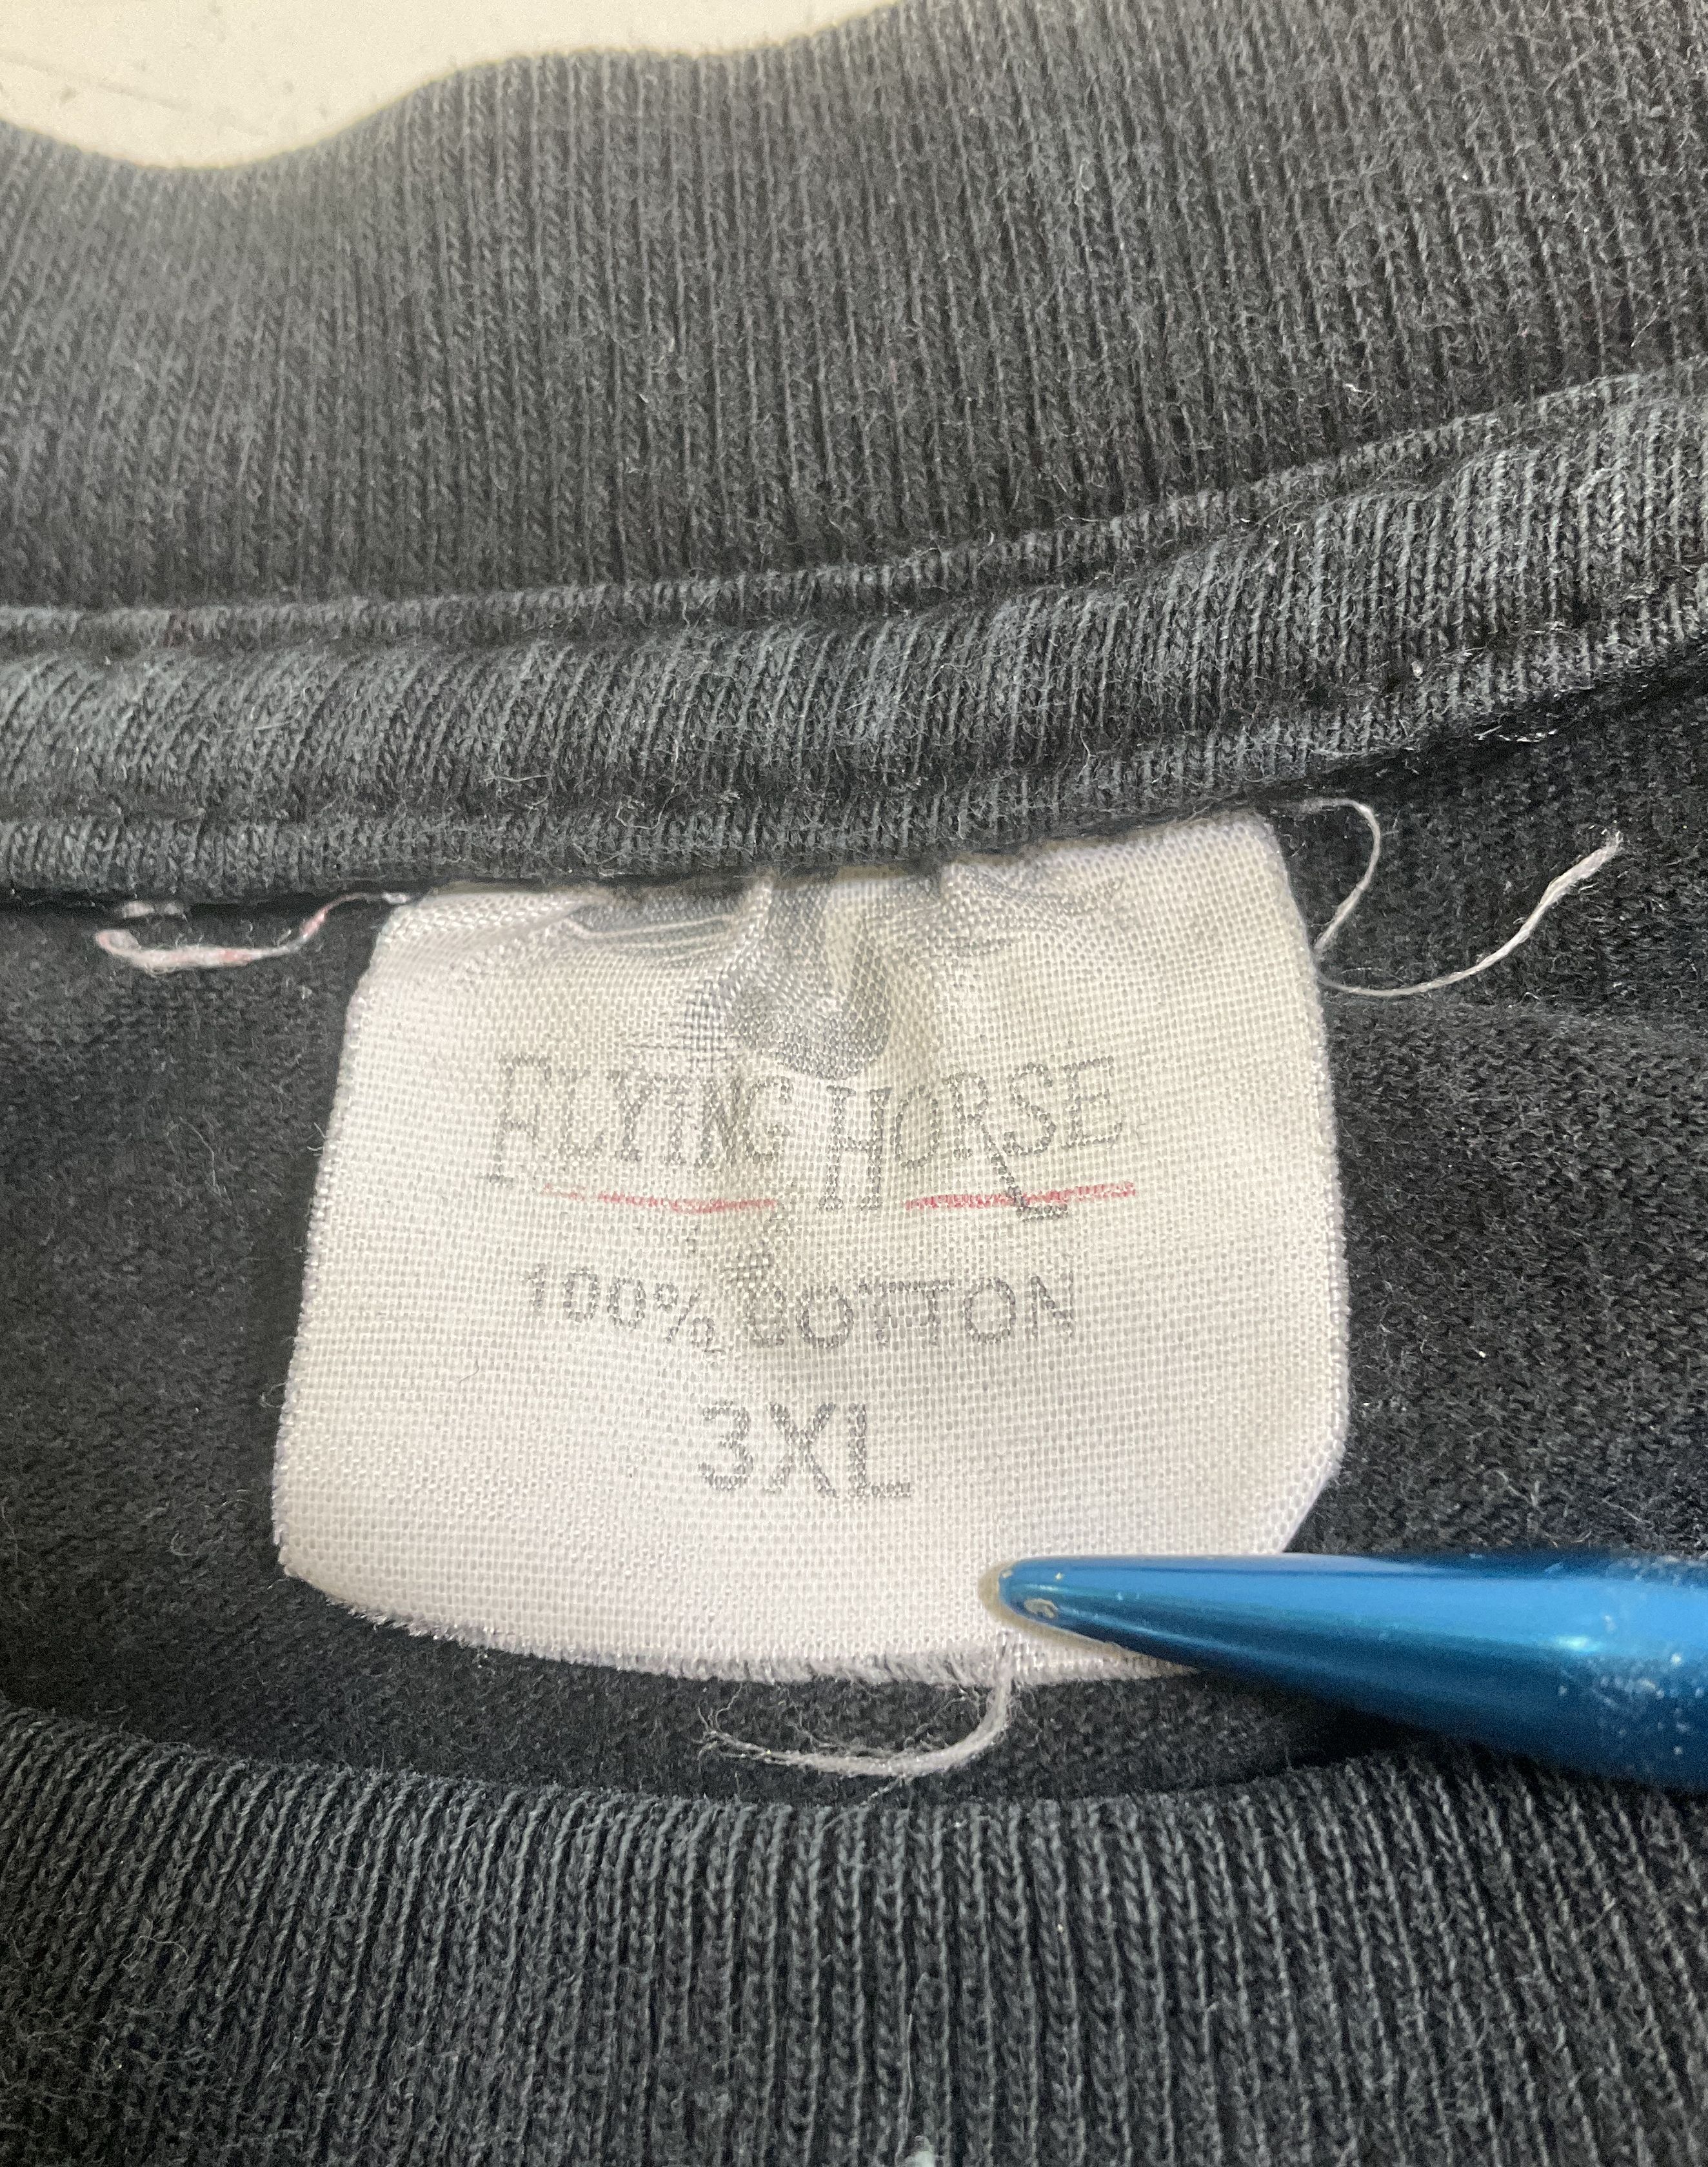 FLYING HORSE
100% COTTON
3XL